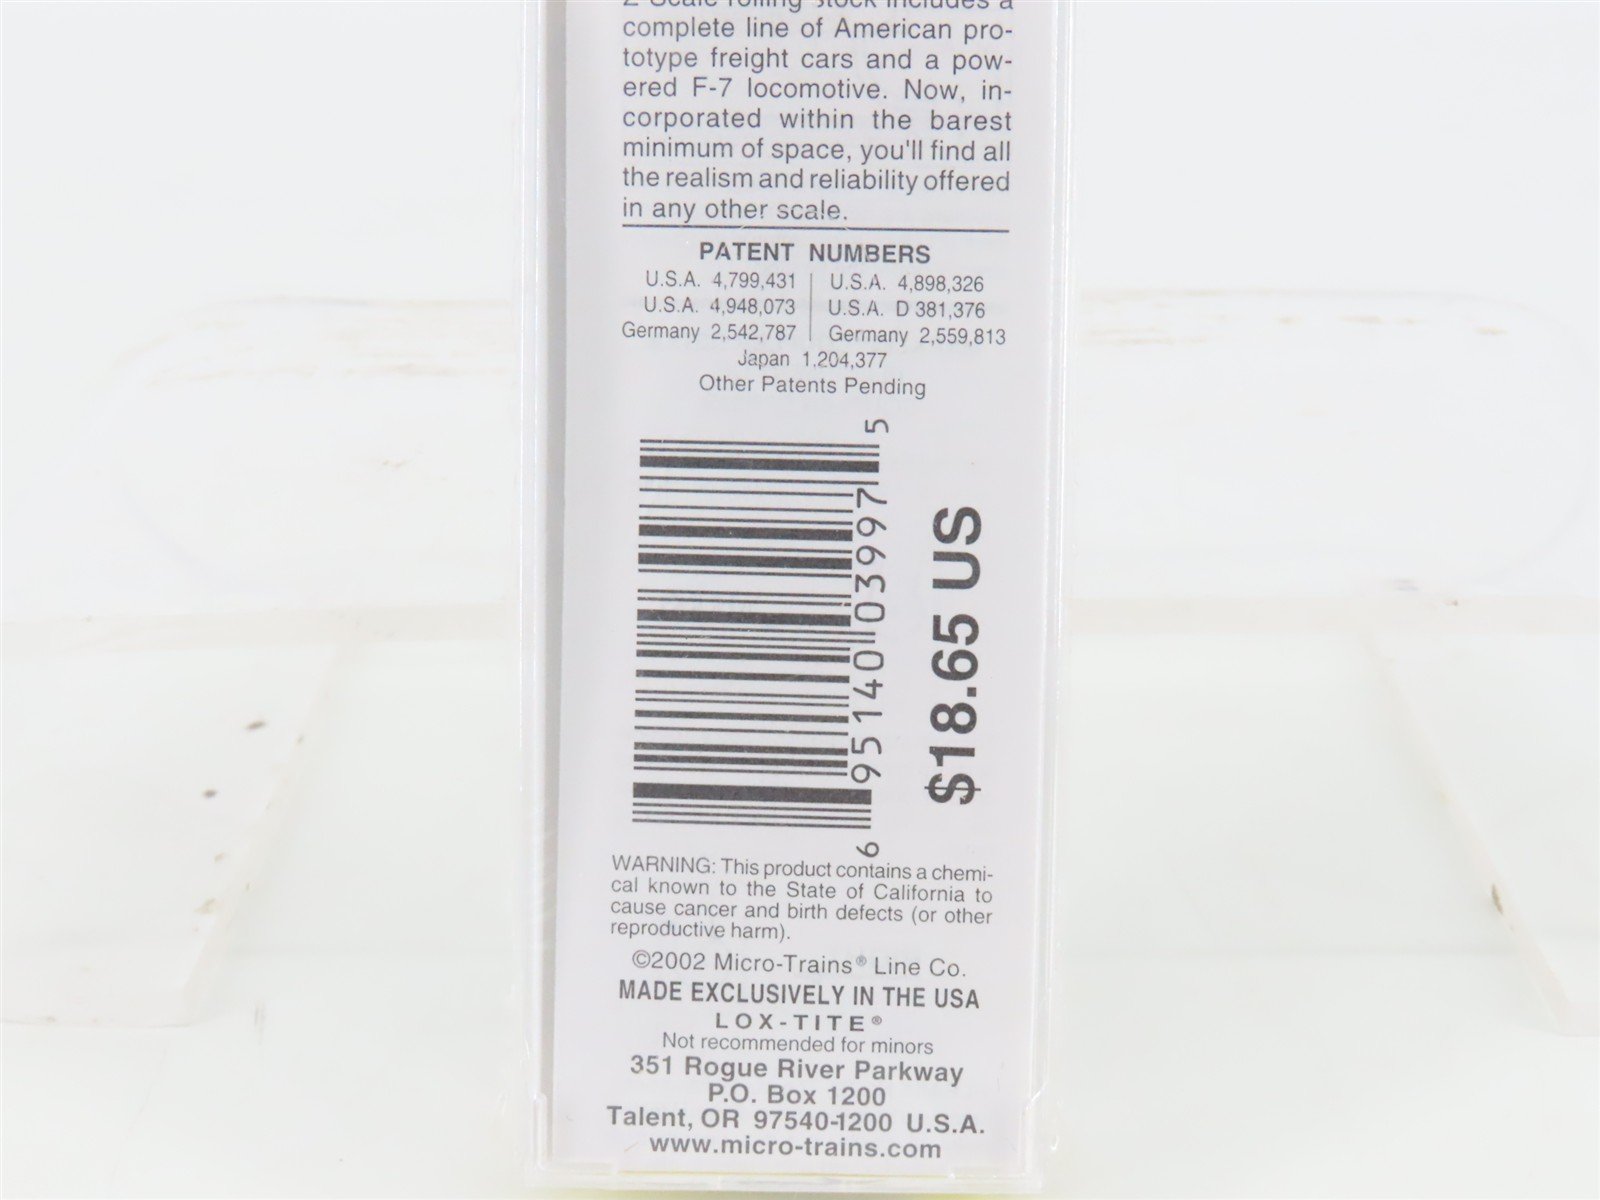 Z Scale rolling stock includes a
complete line of American pro-
totype freight cars and a pow-
ered F-7 locomotive. Now, in-
corporated within the barest
minimum of space, you'll find all
the realism and reliability offered
in any other scale.
PATENT NUMBERS
U.S.A. 4,799,431 | U.S.A. 4,898,326
U.S.A. 4,948,073 | U.S.A. D 381,376
Germany 2,542,787 | Germany 2,559,813
Japan 1,204,377
Other Patents Pending
6 95140 03997 5
$18.65 US
WARNING: This product contains a chemi-
cal known to the State of California to
cause cancer and birth defects (or other
reproductive harm).
©2002 Micro-Trains® Line Co.
MADE EXCLUSIVELY IN THE USA
LOX-TITE®
Not recommended for minors
351 Rogue River Parkway
P.O. Box 1200
Talent, OR 97540-1200 U.S.A.
www.micro-trains.com